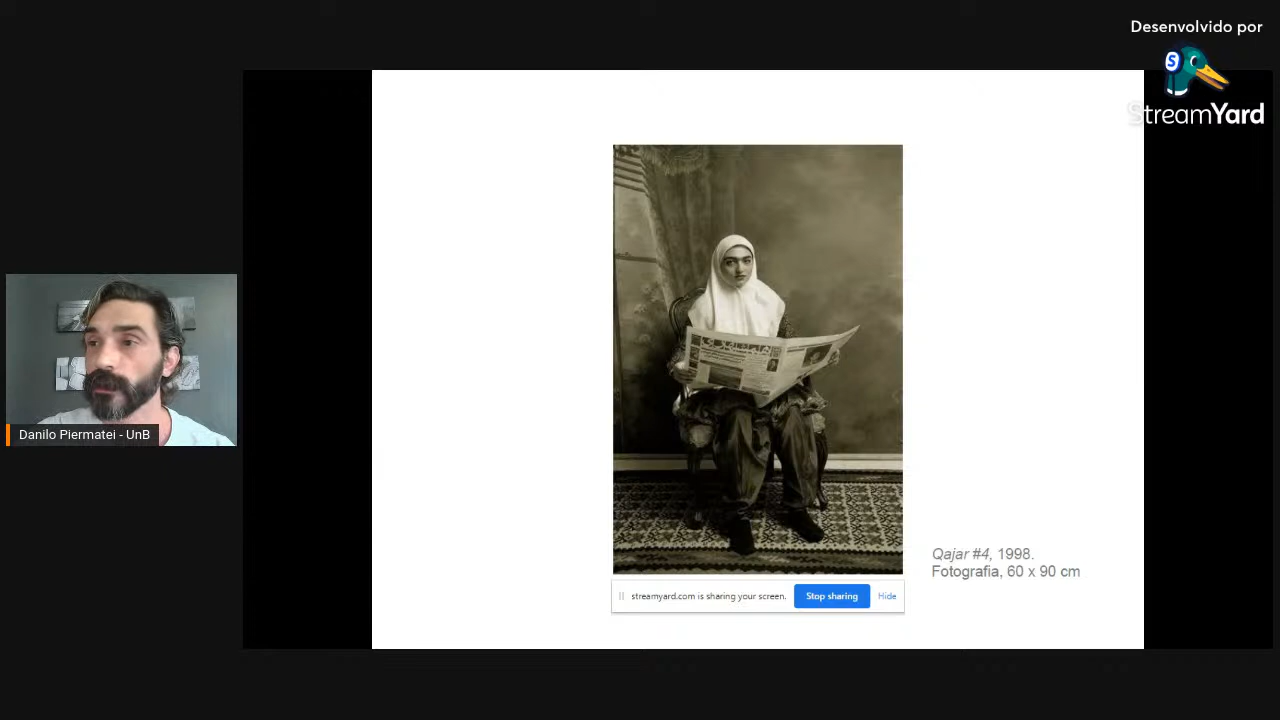 Desenvolvido por
StreamYard
Danilo Piermatei - UnB
Qajar #4, 1998.
Fotografia, 60 x 90 cm
streamyard.com is sharing your screen.
Stop sharing
Hide